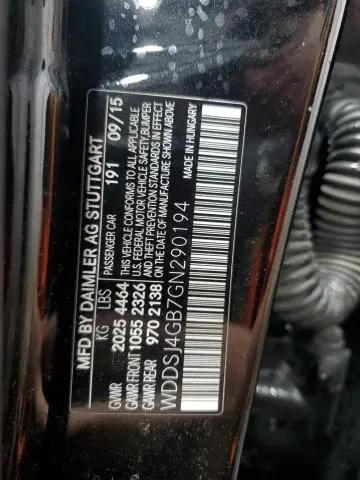 MFD BY DAIMLER AG STUTTGART
KG LBS PASSENGER CAR 191 09/15
GVWR 2025 4464 THIS VEHICLE CONFORMS TO ALL APPLICABLE
GAWR FRONT 1055 2326 U.S. FEDERAL MOTOR VEHICLE SAFETY, BUMPER
GAWR REAR 970 2138 AND THEFT PREVENTION STANDARDS IN EFFECT
ON THE DATE OF MANUFACTURE SHOWN ABOVE
WDDSJ4GB7GN290194
MADE IN HUNGARY